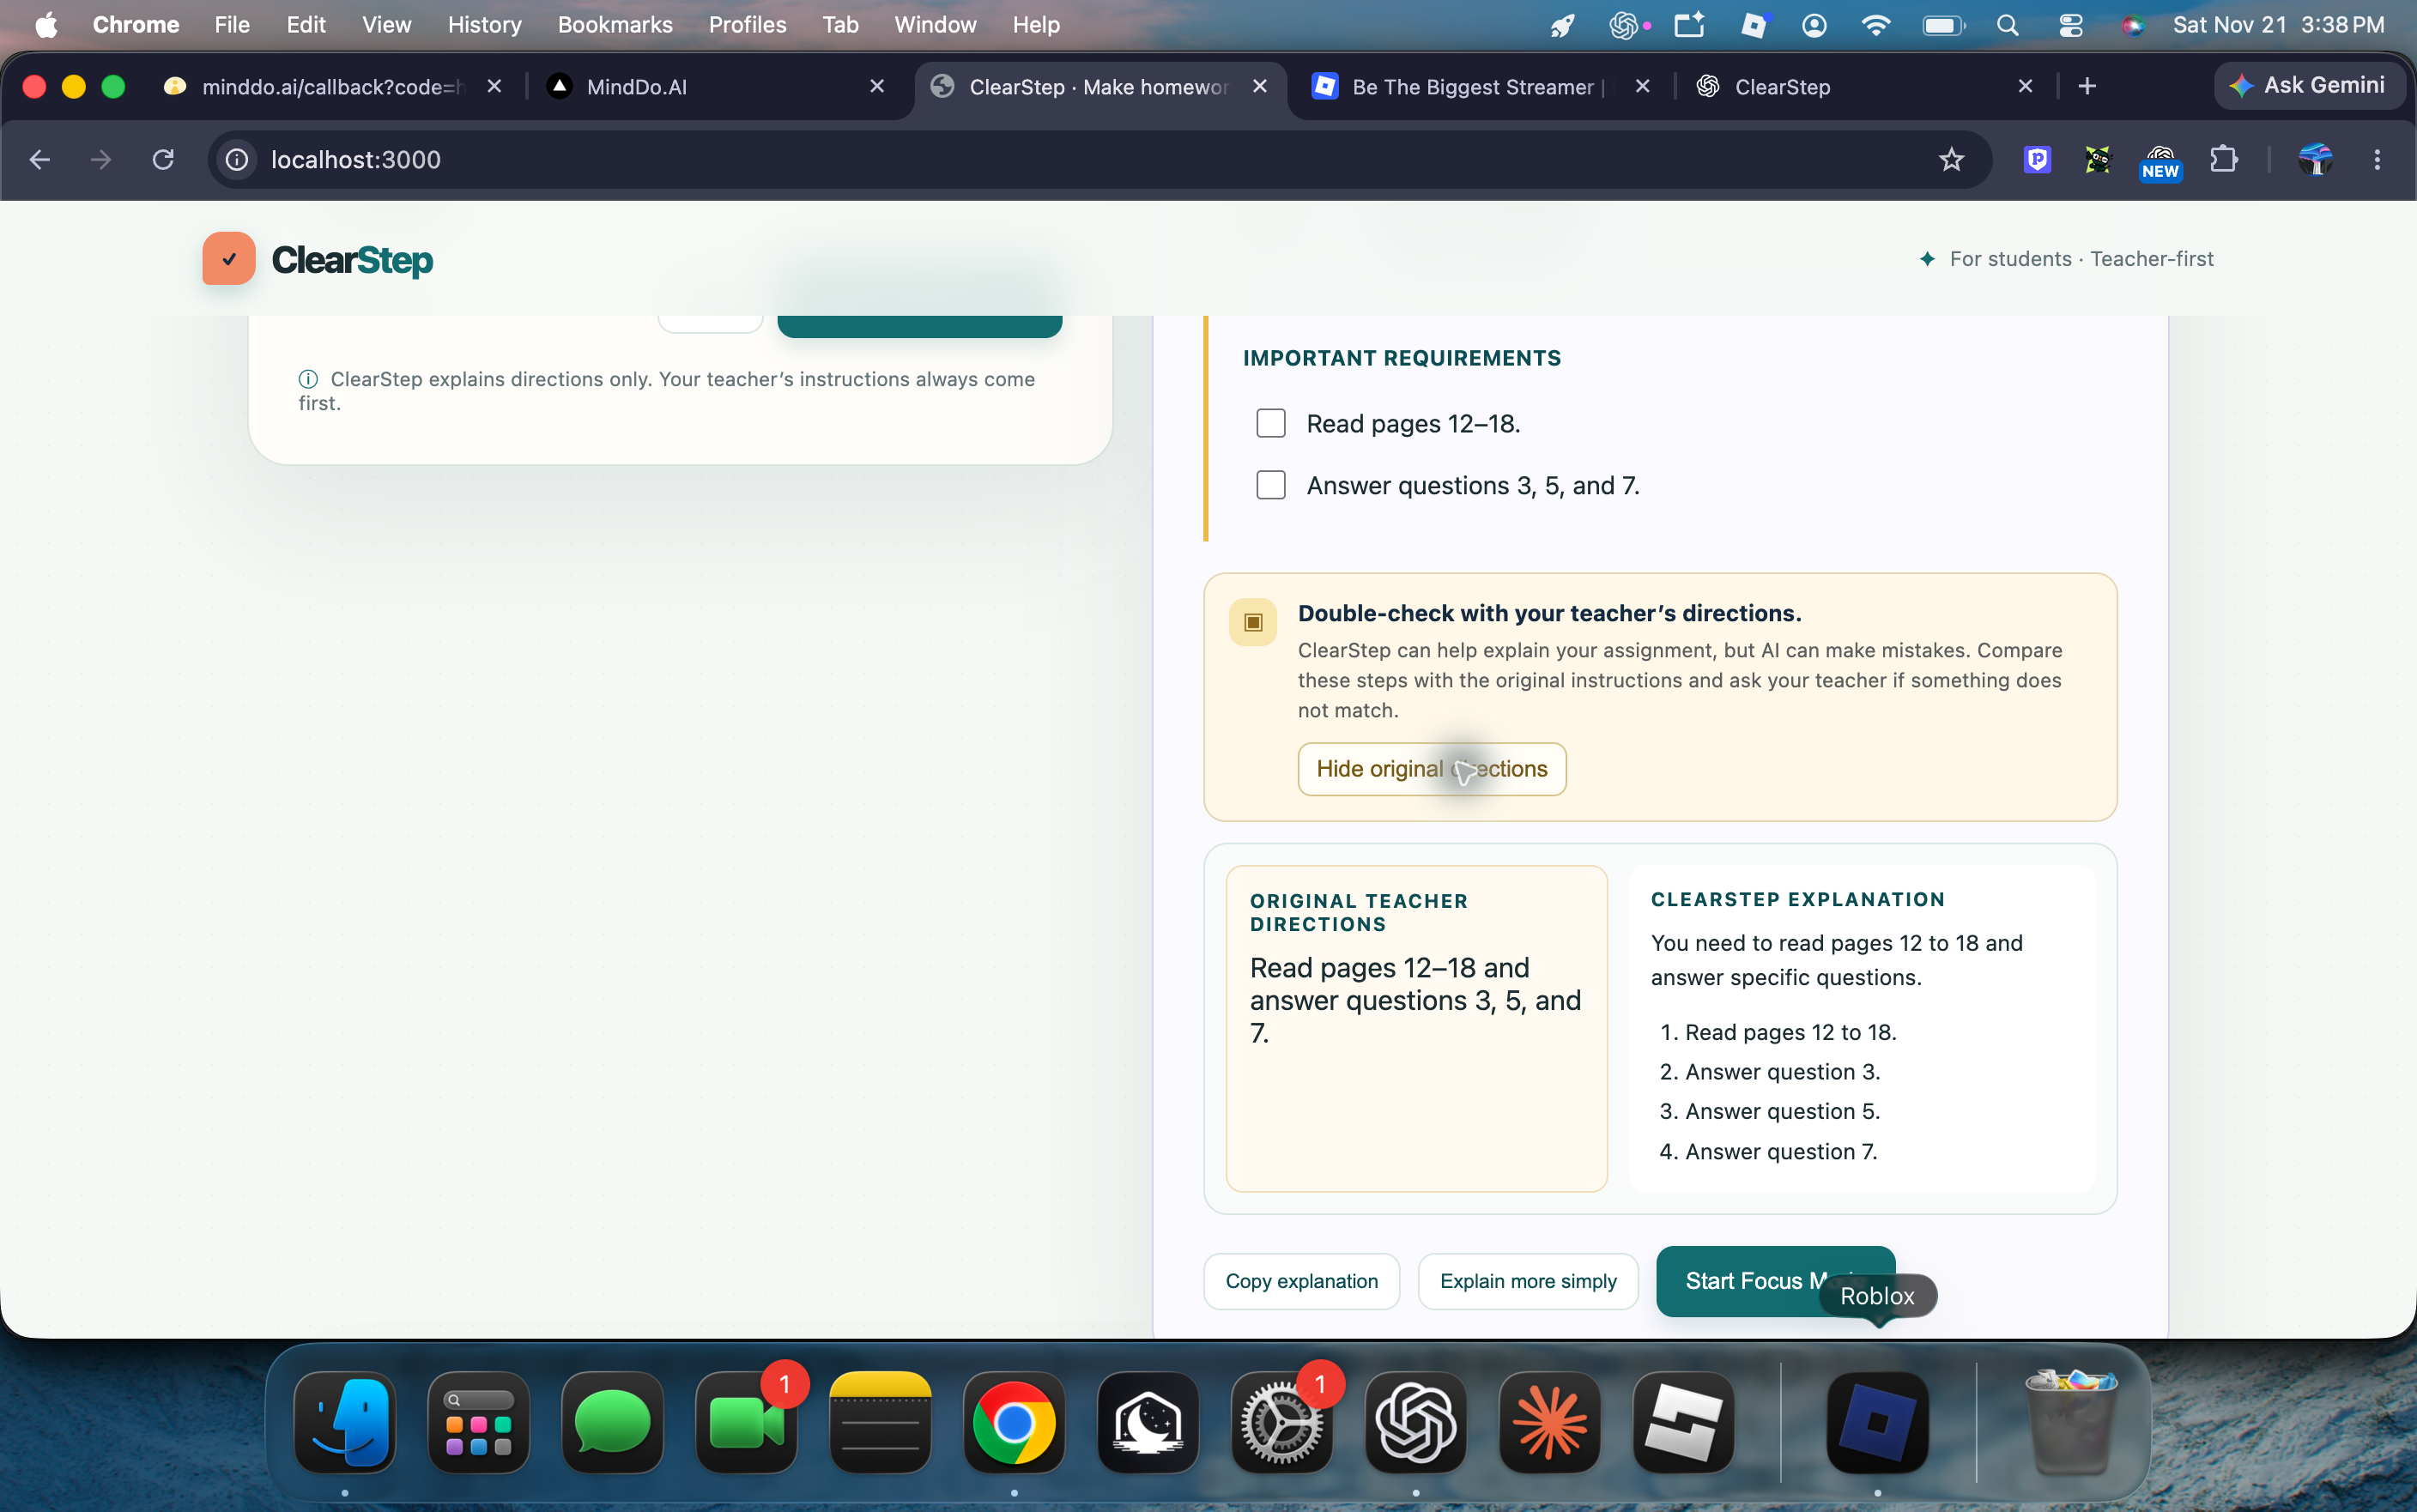 Chrome File Edit View History Bookmarks Profiles Tab Window Help Sat Nov 21 3:38 PM
minddo.ai/callback?code= MindDo.AI ClearStep · Make homewor Be The Biggest Streamer | ClearStep Ask Gemini
localhost:3000 NEW
ClearStep For students · Teacher-first
ClearStep explains directions only. Your teacher’s instructions always come
first.
IMPORTANT REQUIREMENTS
Read pages 12–18.
Answer questions 3, 5, and 7.
Double-check with your teacher’s directions.
ClearStep can help explain your assignment, but AI can make mistakes. Compare
these steps with the original instructions and ask your teacher if something does
not match.
Hide original directions
ORIGINAL TEACHER
DIRECTIONS
Read pages 12–18 and
answer questions 3, 5, and
7.
CLEARSTEP EXPLANATION
You need to read pages 12 to 18 and
answer specific questions.
1. Read pages 12 to 18.
2. Answer question 3.
3. Answer question 5.
4. Answer question 7.
Copy explanation Explain more simply Start Focus
Roblox
1 1